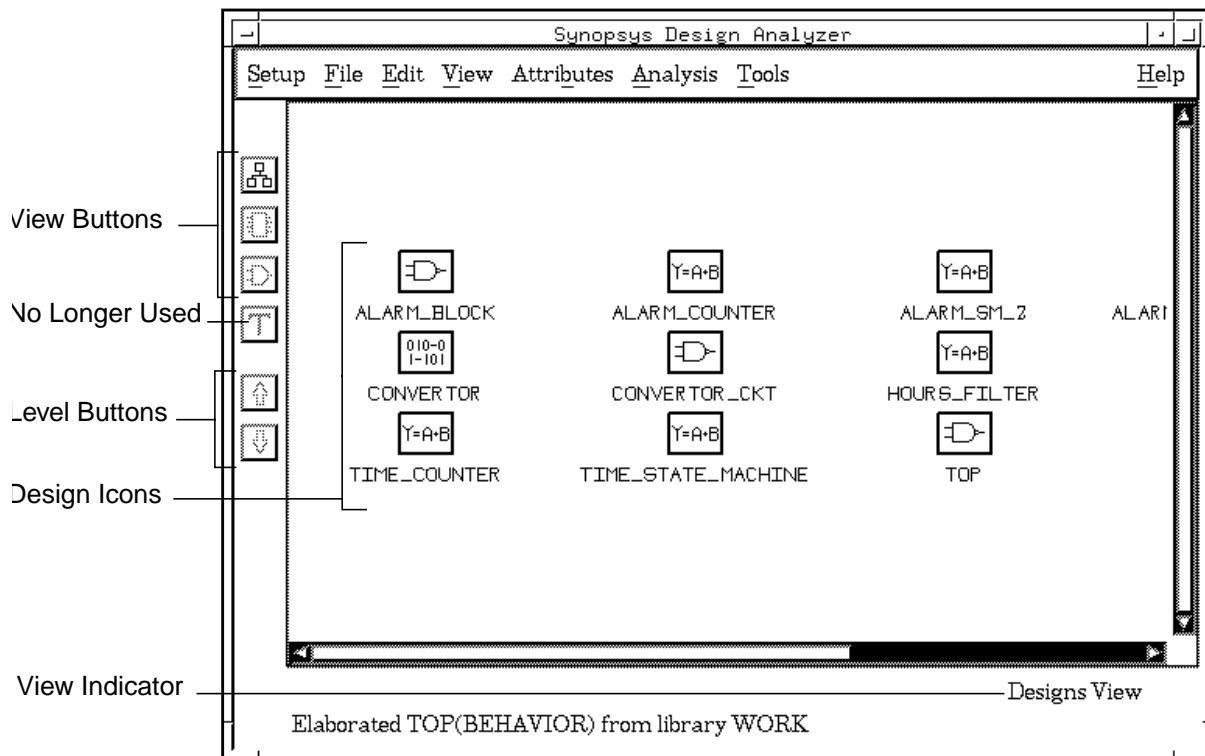 Synopsys Design Analyzer
Setup File Edit View Attributes Analysis Tools Help
View Buttons
No Longer Used
Level Buttons
Design Icons
View Indicator
Y=A+B Y=A+B
ALARM_BLOCK ALARM_COUNTER ALARM_SM_2 ALARM
010-0
1-101
Y=A+B
CONVERTOR CONVERTOR_CKT HOURS_FILTER
Y=A+B Y=A+B
TIME_COUNTER TIME_STATE_MACHINE TOP
Designs View
Elaborated TOP(BEHAVIOR) from library WORK